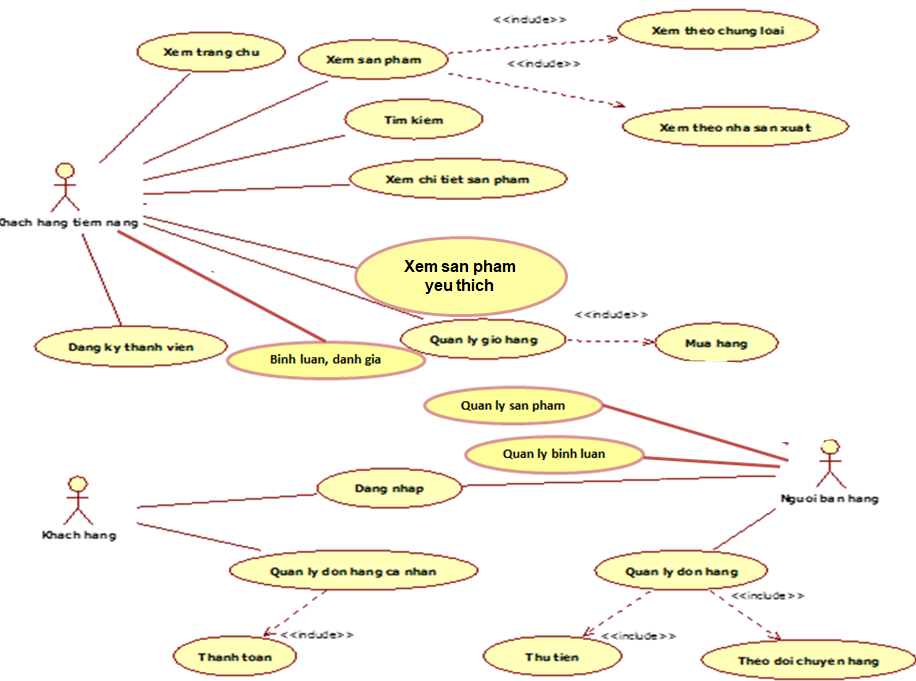 <<include>>
Xem theo chung loai
Xem trang chu
Xem san pham
<<include>>
Tim kiem
Xem theo nha san xuat
Xem chi tiet san pham
Khach hang tiem nang
Xem san pham
yeu thich
<<include>>
Dang ky thanh vien
Binh luan, danh gia
Quan ly gio hang
Mua hang
Quan ly san pham
Quan ly binh luan
Dang nhap
Nguoi ban hang
Khach hang
Quan ly don hang ca nhan
Quan ly don hang
<<include>>
<<include>>
<<include>>
Thanh toan
Thu tien
Theo doi chuyen hang